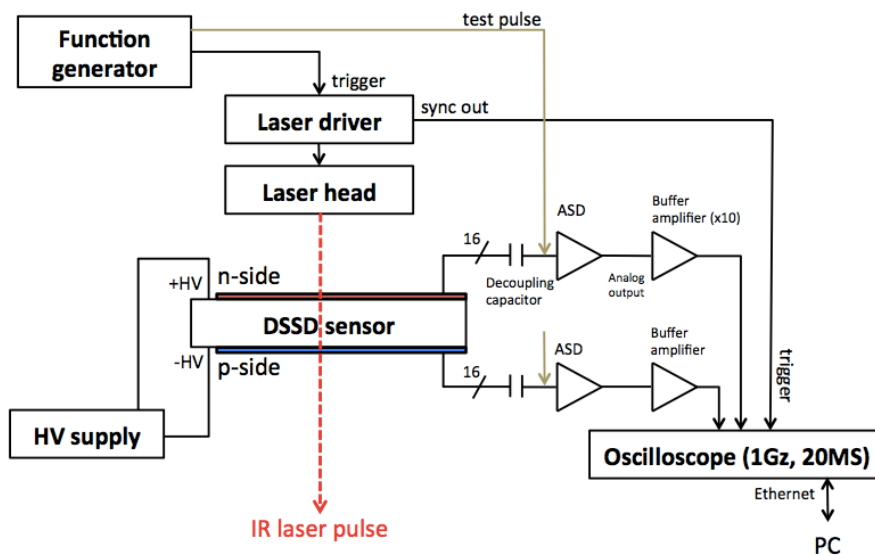 test pulse
Function
generator
trigger
Laser driver
sync out
Laser head
ASD
Buffer
amplifier (x10)
16
n-side
+HV
Decoupling
capacitor
Analog
output
DSSD sensor
-HV
p-side
ASD
Buffer
amplifier
16
trigger
HV supply
Oscilloscope (1Gz, 20MS)
Ethernet
IR laser pulse
PC